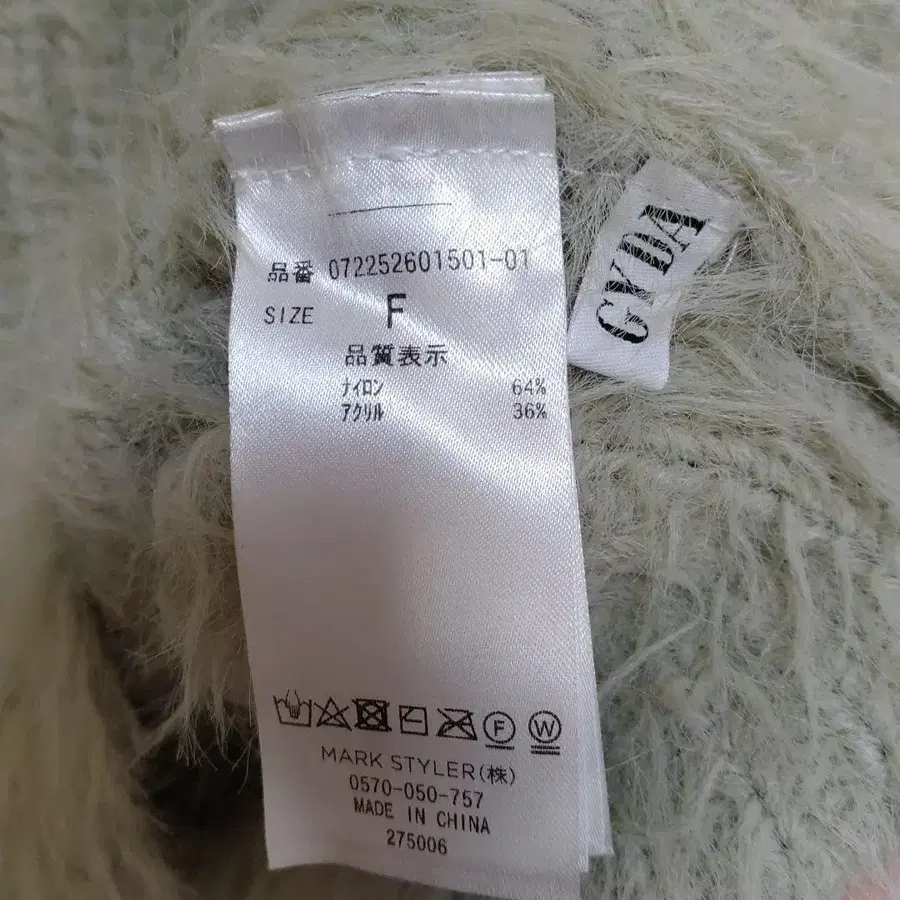 品番 072252601501-01
SIZE F
品質表示
ナイロン 64%
アクリル 36%
F W
MARK STYLER(株)
0570-050-757
MADE IN CHINA
275006
GYDA